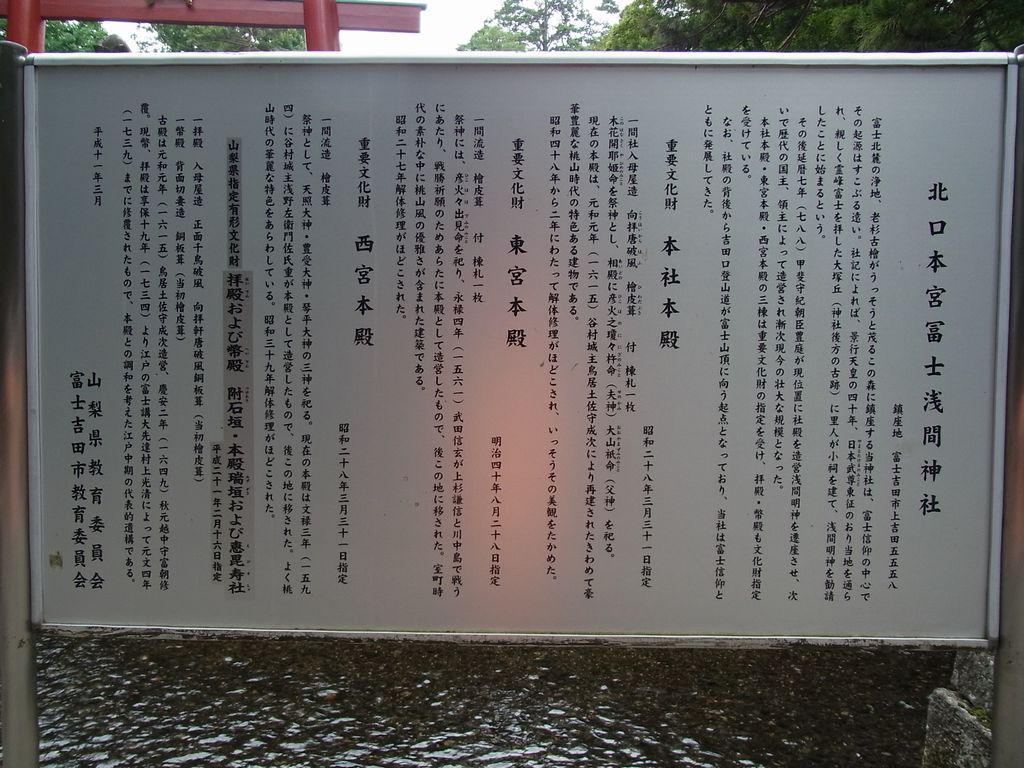 北口本宮冨士浅間神社
鎮座地 富士吉田市上吉田五五五八
富士北麓の浄地、老杉古檜がうっそうと茂るこの森に鎮座する当神社は、富士信仰の中心で
その起源はすこぶる遠い。社記によれば、景行天皇の四十年、日本武尊東征のおり当地を通ら
れ、親しく霊峰富士を拝した大塚丘（神社後方の古跡）に里人が小祠を建て、浅間明神を勧請
したことに始まるという。
その後延暦七年（七八八）甲斐守紀朝臣豊庭が現位置に社殿を造営浅間明神を遷座させ、次
いで歴代の国主、領主によって造営され漸次現今の壮大な規模となった。
本社本殿・東宮本殿・西宮本殿の三棟は重要文化財の指定を受け、拝殿・幣殿も文化財指定
を受けている。
なお、社殿の背後から吉田口登山道が富士山頂に向う起点となっており、当社は富士信仰と
ともに発展してきた。
重要文化財 本社本殿
昭和二十八年三月三十一日指定
一間社入母屋造 向拝唐破風 檜皮葺 付 棟札一枚
木花開耶姫命を祭神とし、相殿に彦火之瓊々杵命（夫神）大山祇命（父神）を祀る。
現在の本殿は、元和元年（一六一五）谷村城主鳥居土佐守成次により再建されたきわめて豪
華豊麗な桃山時代の特色ある建物である。
昭和四十八年から二年にわたって解体修理がほどこされ、いっそうその美観をたかめた。
重要文化財 東宮本殿
明治四十年八月二十八日指定
一間流造 檜皮葺 付 棟札一枚
祭神には、彦火々出見命を祀り、永禄四年（一五六一）武田信玄が上杉謙信と川中島で戦う
にあたり、戦勝祈願のためあらたに本殿として造営したもので、後この地に移された。室町時
代の素朴な中に桃山風の優雅さが含まれた建築である。
昭和二十七年解体修理がほどこされた。
重要文化財 西宮本殿
昭和二十八年三月三十一日指定
一間流造 檜皮葺
祭神として、天照大神・豊受大神・琴平大神の三神を祀る。現在の本殿は文禄三年（一五九
四）に谷村城主浅野左衛門佐氏重が本殿として造営したもので、後この地に移された。よく桃
山時代の華麗な特色をあらわしている。昭和三十九年解体修理がほどこされた。
山梨県指定有形文化財 拝殿および幣殿 附石垣・本殿瑞垣および恵毘寿社
平成二十一年二月十六日指定
一拝殿 入母屋造 正面千鳥破風 向拝軒唐破風銅板葺（当初檜皮葺）
一幣殿 背面切妻造 銅板葺（当初檜皮葺）
古殿は元和元年（一六一五）鳥居土佐守成次造営、慶安二年（一六四九）秋元越中守富朝修
覆。現幣、拝殿は享保十九年（一七三四）より江戸の富士講大先達村上光清によって元文四年
（一七三九）までに修覆されたもので、本殿との調和を考えた江戸中期の代表的遺構である。
平成十一年三月
山梨県教育委員会
富士吉田市教育委員会